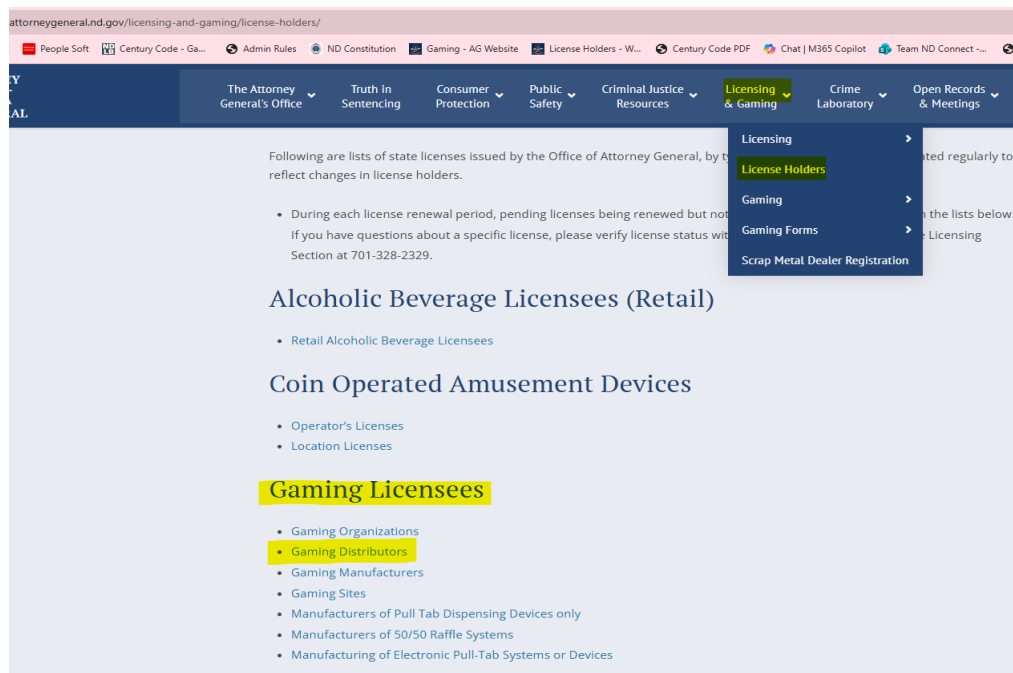 attorneygeneral.nd.gov/licensing-and-gaming/license-holders/
People Soft Century Code - Ga... Admin Rules ND Constitution Gaming - AG Website License Holders - W... Century Code PDF Chat | M365 Copilot Team ND Connect -...
The Attorney General's Office
Truth in Sentencing
Consumer Protection
Public Safety
Criminal Justice Resources
Licensing & Gaming
Crime Laboratory
Open Records & Meetings
Licensing
License Holders
Gaming
Gaming Forms
Scrap Metal Dealer Registration
Following are lists of state licenses issued by the Office of Attorney General, by regularly to
reflect changes in license holders.
• During each license renewal period, pending licenses being renewed but the lists below.
If you have questions about a specific license, please verify license status Licensing
Section at 701-328-2329.
Alcoholic Beverage Licensees (Retail)
• Retail Alcoholic Beverage Licensees
Coin Operated Amusement Devices
• Operator's Licenses
• Location Licenses
Gaming Licensees
• Gaming Organizations
• Gaming Distributors
• Gaming Manufacturers
• Gaming Sites
• Manufacturers of Pull Tab Dispensing Devices only
• Manufacturers of 50/50 Raffle Systems
• Manufacturing of Electronic Pull-Tab Systems or Devices